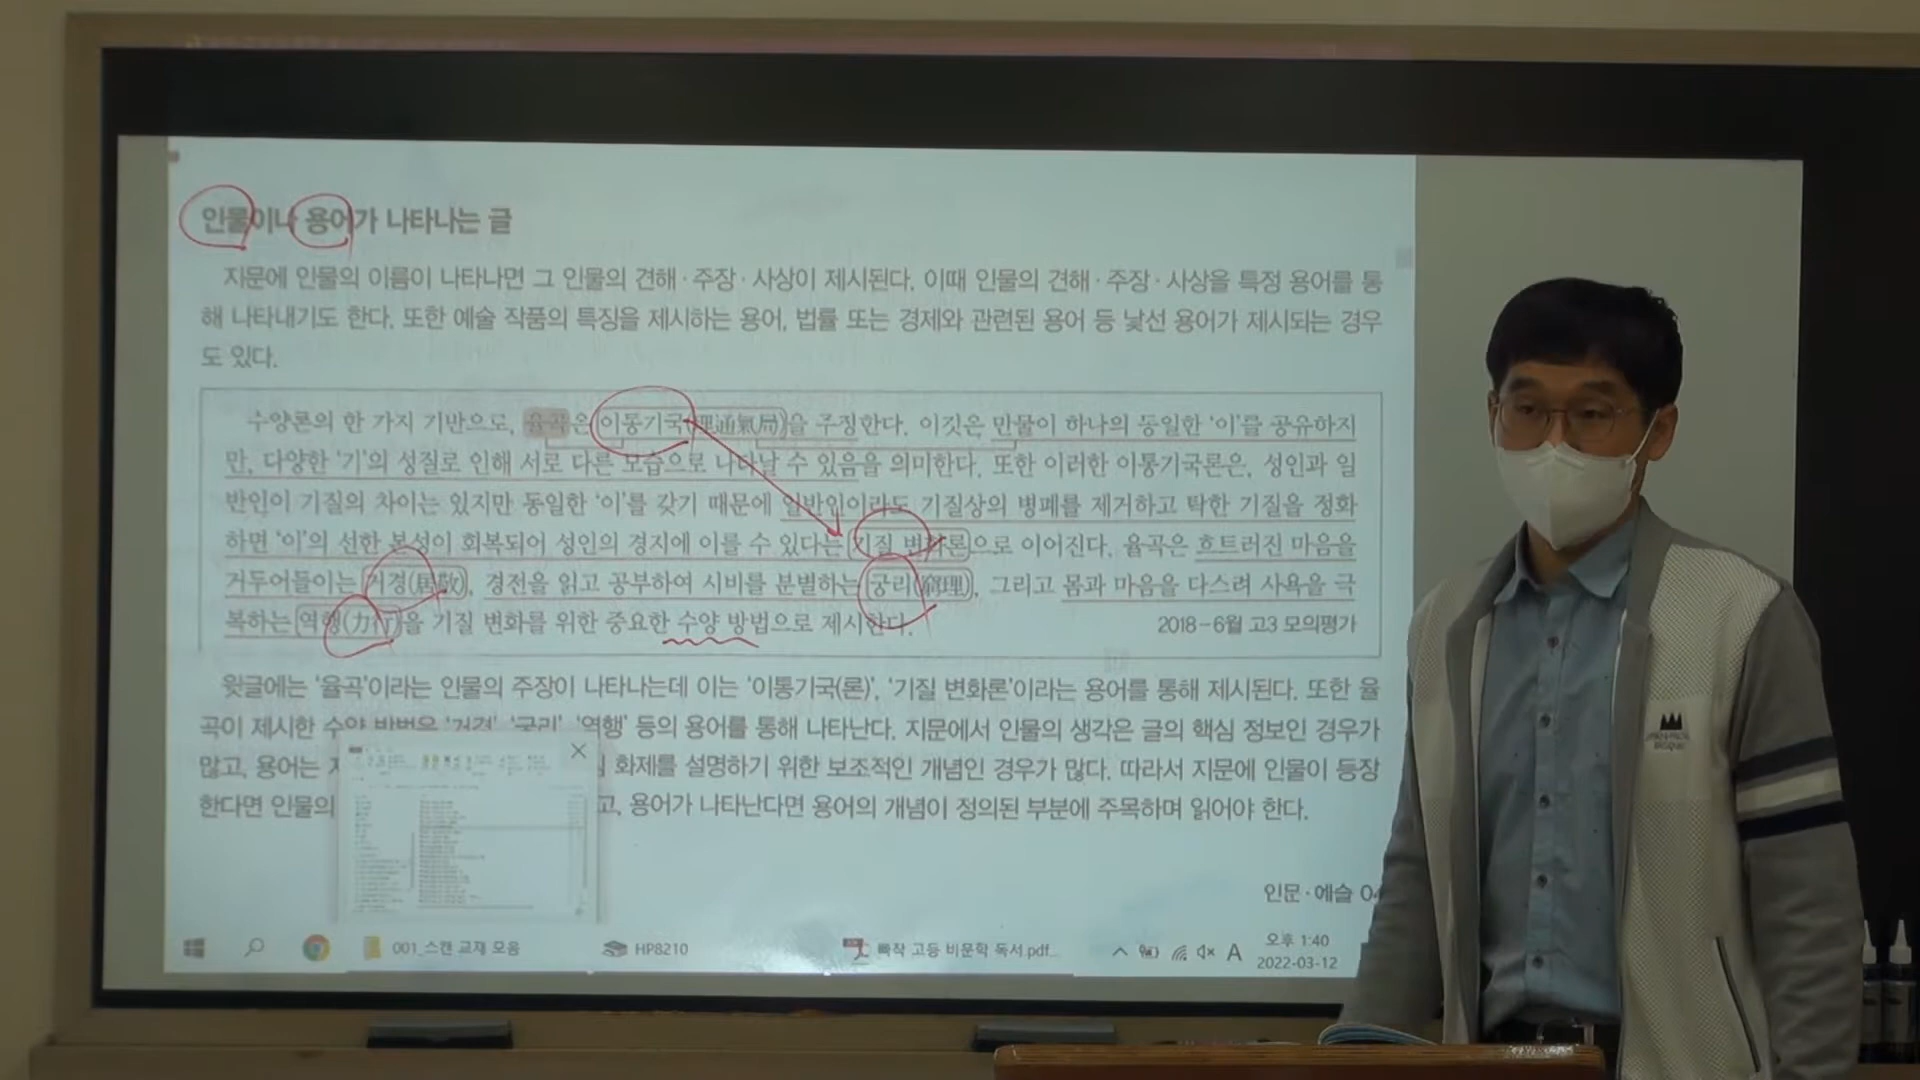 인물이나 용어가 나타나는 글
지문에 인물의 이름이 나타나면 그 인물의 견해·주장·사상이 제시된다. 이때 인물의 견해·주장·사상을 특정 용어를 통
해 나타내기도 한다. 또한 예술 작품의 특징을 제시하는 용어, 법률 또는 경제와 관련된 용어 등 낯선 용어가 제시되는 경우
도 있다.
수양론의 한 가지 기반으로, 율곡은 이통기국(理通氣局)을 주장한다. 이것은 만물이 하나의 동일한 '이'를 공유하지
만, 다양한 '기'의 성질로 인해 서로 다른 모습으로 나타날 수 있음을 의미한다. 또한 이러한 이통기국론은, 성인과 일
반인이 기질의 차이는 있지만 동일한 '이'를 갖기 때문에 일반인이라도 기질상의 병폐를 제거하고 탁한 기질을 정화
하면 '이'의 선한 본성이 회복되어 성인의 경지에 이를 수 있다는 기질 변화론으로 이어진다. 율곡은 흐트러진 마음을
거두어들이는 거경(居敬), 경전을 읽고 공부하여 시비를 분별하는 궁리(窮理), 그리고 몸과 마음을 다스려 사욕을 극
복하는 역행(力行)을 기질 변화를 위한 중요한 수양 방법으로 제시한다.
2018-6월 고3 모의평가
윗글에는 '율곡'이라는 인물의 주장이 나타나는데 이는 '이통기국(론)', '기질 변화론'이라는 용어를 통해 제시된다. 또한 율
곡이 제시한 수양 방법은 '거경', '궁리', '역행' 등의 용어를 통해 나타난다. 지문에서 인물의 생각은 글의 핵심 정보인 경우가
많고, 용어는 화제를 설명하기 위한 보조적인 개념인 경우가 많다. 따라서 지문에 인물이 등장
한다면 인물의 고, 용어가 나타난다면 용어의 개념이 정의된 부분에 주목하며 읽어야 한다.
인문·예술
001_스캔 교재 모음
HP8210
빡작 고등 비문학 독서.pdf...
A
오후 1:40
2022-03-12